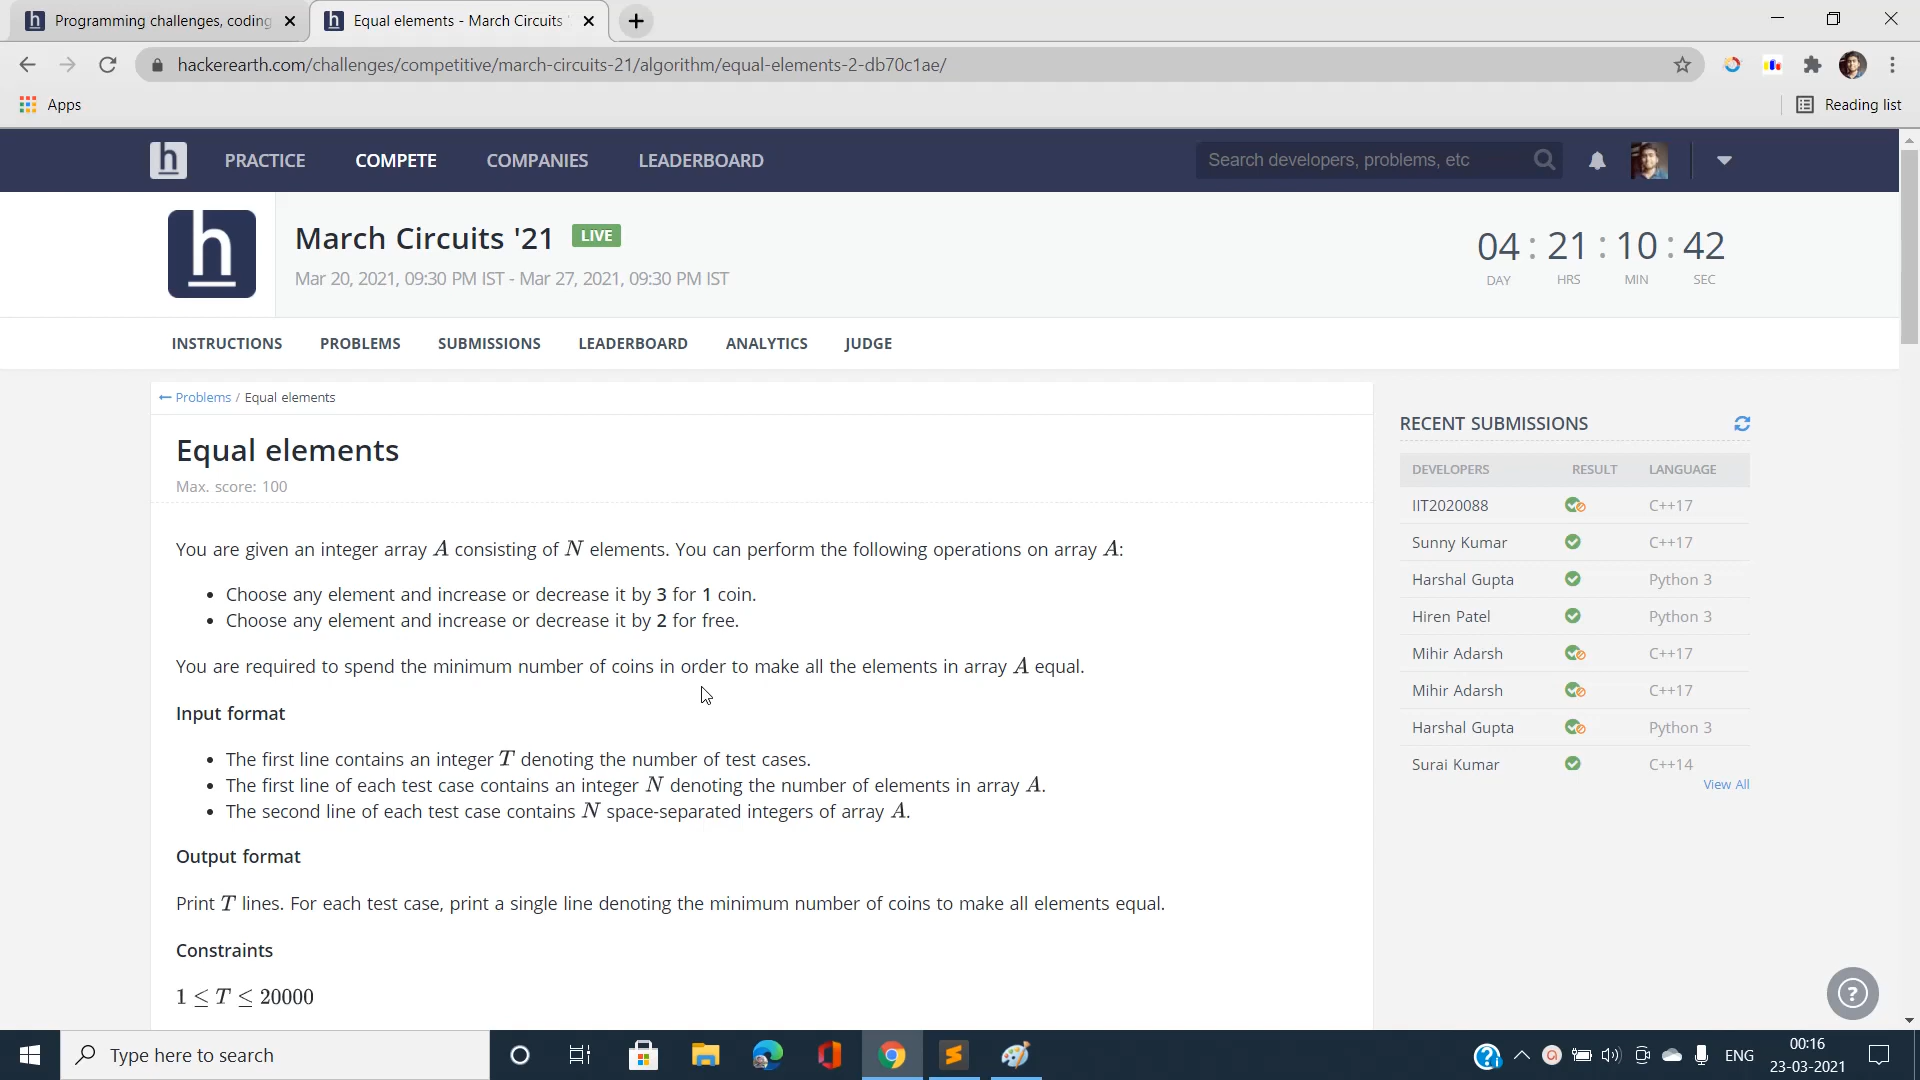 Programming challenges, coding
Equal elements - March Circuits '
hackerearth.com/challenges/competitive/march-circuits-21/algorithm/equal-elements-2-db70c1ae/
Apps
Reading list
h PRACTICE COMPETE COMPANIES LEADERBOARD
Search developers, problems, etc
h
March Circuits '21 LIVE
Mar 20, 2021, 09:30 PM IST - Mar 27, 2021, 09:30 PM IST
04 : 21 : 10 : 42
DAY HRS MIN SEC
INSTRUCTIONS PROBLEMS SUBMISSIONS LEADERBOARD ANALYTICS JUDGE
← Problems / Equal elements
Equal elements
Max. score: 100
You are given an integer array A consisting of N elements. You can perform the following operations on array A:
• Choose any element and increase or decrease it by 3 for 1 coin.
• Choose any element and increase or decrease it by 2 for free.
You are required to spend the minimum number of coins in order to make all the elements in array A equal.
Input format
• The first line contains an integer T denoting the number of test cases.
• The first line of each test case contains an integer N denoting the number of elements in array A.
• The second line of each test case contains N space-separated integers of array A.
Output format
Print T lines. For each test case, print a single line denoting the minimum number of coins to make all elements equal.
Constraints
1 ≤ T ≤ 20000
RECENT SUBMISSIONS
DEVELOPERS RESULT LANGUAGE
IIT2020088 C++17
Sunny Kumar C++17
Harshal Gupta Python 3
Hiren Patel Python 3
Mihir Adarsh C++17
Mihir Adarsh C++17
Harshal Gupta Python 3
Suraj Kumar C++14
View All
?
Type here to search
ENG
00:16
23-03-2021